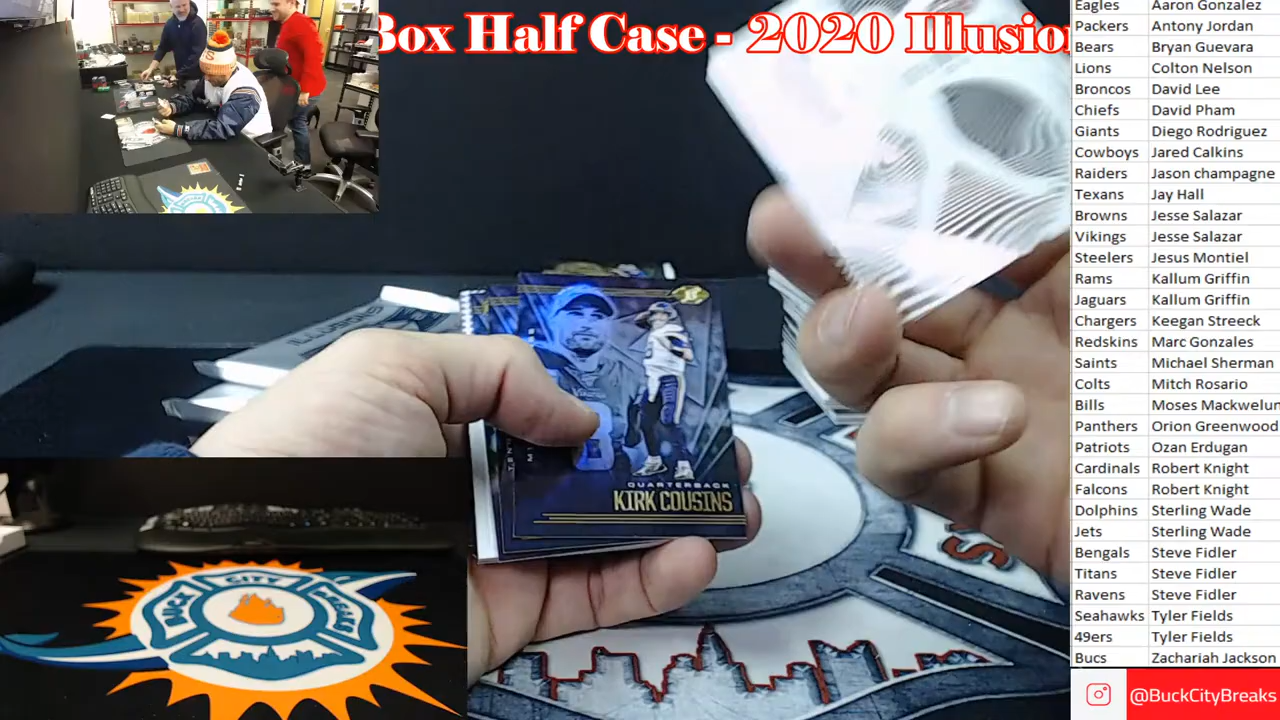 Box Half Case - 2020 Illusio
Eagles Aaron Gonzalez
Packers Antony Jordan
Bears Bryan Guevara
Lions Colton Nelson
Broncos David Lee
Chiefs David Pham
Giants Diego Rodriguez
Cowboys Jared Calkins
Raiders Jason champagne
Texans Jay Hall
Browns Jesse Salazar
Vikings Jesse Salazar
Steelers Jesus Montiel
Rams Kallum Griffin
Jaguars Kallum Griffin
Chargers Keegan Streeck
Redskins Marc Gonzales
Saints Michael Sherman
Colts Mitch Rosario
Bills Moses Mackwelun
Panthers Orion Greenwood
Patriots Ozan Erdugan
Cardinals Robert Knight
Falcons Robert Knight
Dolphins Sterling Wade
Jets Sterling Wade
Bengals Steve Fidler
Titans Steve Fidler
Ravens Steve Fidler
Seahawks Tyler Fields
49ers Tyler Fields
Bucs Zachariah Jackson
@BuckCityBreaks
QUARTERBACK
KIRK COUSINS
BUCK
CITY
BREAKS